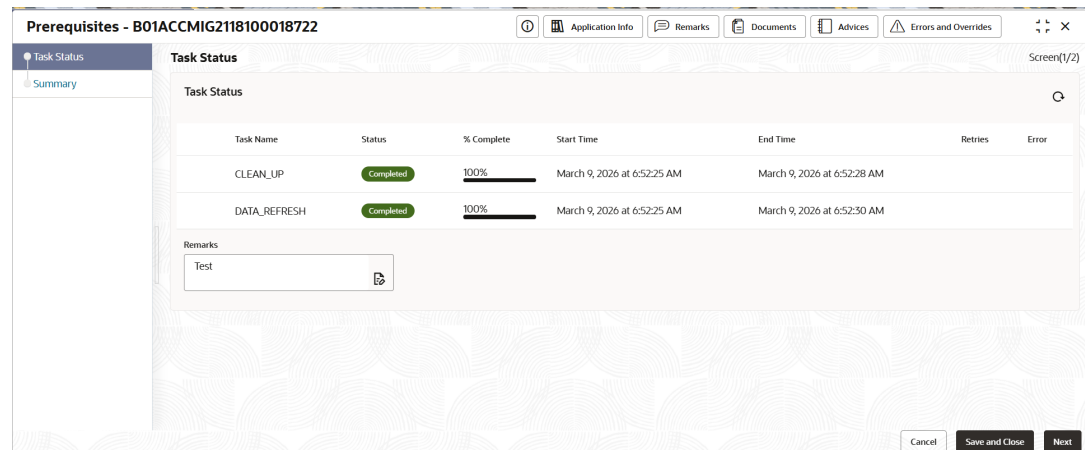 Prerequisites - B01ACCMIG2118100018722 Application Info Remarks Documents Advices Errors and Overrides
Task Status
Summary
Task Status Screen(1/2)
Task Status
Task Name Status % Complete Start Time End Time Retries Error
CLEAN_UP Completed 100% March 9, 2026 at 6:52:25 AM March 9, 2026 at 6:52:28 AM
DATA_REFRESH Completed 100% March 9, 2026 at 6:52:25 AM March 9, 2026 at 6:52:30 AM
Remarks
Test
Cancel Save and Close Next